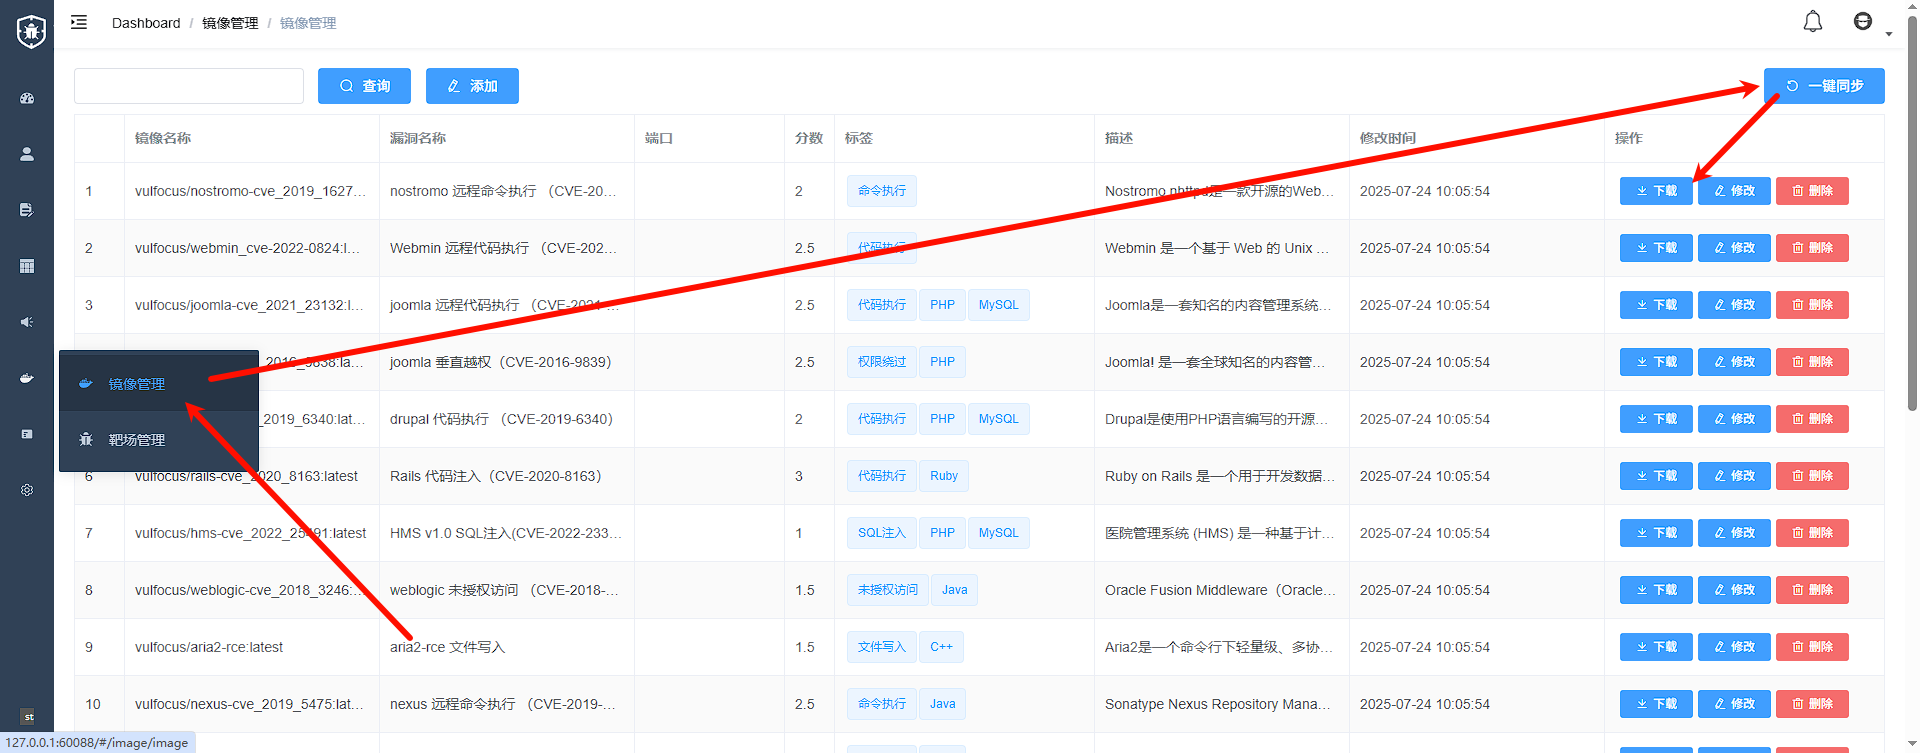 Dashboard / 镜像管理 / 镜像管理
查询
添加
一键同步
镜像名称 漏洞名称 端口 分数 标签 描述 修改时间 操作
1 vulfocus/nostromo-cve_2019_1627... nostromo 远程命令执行 （CVE-20... 2 命令执行 Nostromo nhttpd是一款开源的Web... 2025-07-24 10:05:54 下载 修改 删除
2 vulfocus/webmin_cve-2022-0824:l... Webmin 远程代码执行 （CVE-202... 2.5 代码执行 Webmin 是一个基于 Web 的 Unix ... 2025-07-24 10:05:54 下载 修改 删除
3 vulfocus/joomla-cve_2021_23132:l... joomla 远程代码执行 （CVE-2021-... 2.5 代码执行 PHP MySQL Joomla是一套知名的内容管理系统... 2025-07-24 10:05:54 下载 修改 删除
_2016_9838:la... joomla 垂直越权（CVE-2016-9839） 2.5 权限绕过 PHP Joomla! 是一套全球知名的内容管... 2025-07-24 10:05:54 下载 修改 删除
镜像管理
_2019_6340:lat... drupal 代码执行 （CVE-2019-6340） 2 代码执行 PHP MySQL Drupal是使用PHP语言编写的开源... 2025-07-24 10:05:54 下载 修改 删除
靶场管理
6 vulfocus/rails-cve_2020_8163:latest Rails 代码注入（CVE-2020-8163） 3 代码执行 Ruby Ruby on Rails 是一个用于开发数据... 2025-07-24 10:05:54 下载 修改 删除
7 vulfocus/hms-cve_2022_25491:latest HMS v1.0 SQL注入(CVE-2022-233... 1 SQL注入 PHP MySQL 医院管理系统 (HMS) 是一种基于计... 2025-07-24 10:05:54 下载 修改 删除
8 vulfocus/weblogic-cve_2018_3246:... weblogic 未授权访问 （CVE-2018-... 1.5 未授权访问 Java Oracle Fusion Middleware（Oracle... 2025-07-24 10:05:54 下载 修改 删除
9 vulfocus/aria2-rce:latest aria2-rce 文件写入 1.5 文件写入 C++ Aria2是一个命令行下轻量级、多协... 2025-07-24 10:05:54 下载 修改 删除
10 vulfocus/nexus-cve_2019_5475:lat... nexus 远程命令执行 （CVE-2019-... 2.5 命令执行 Java Sonatype Nexus Repository Mana... 2025-07-24 10:05:54 下载 修改 删除
st
127.0.0.1:60088/#/image/image